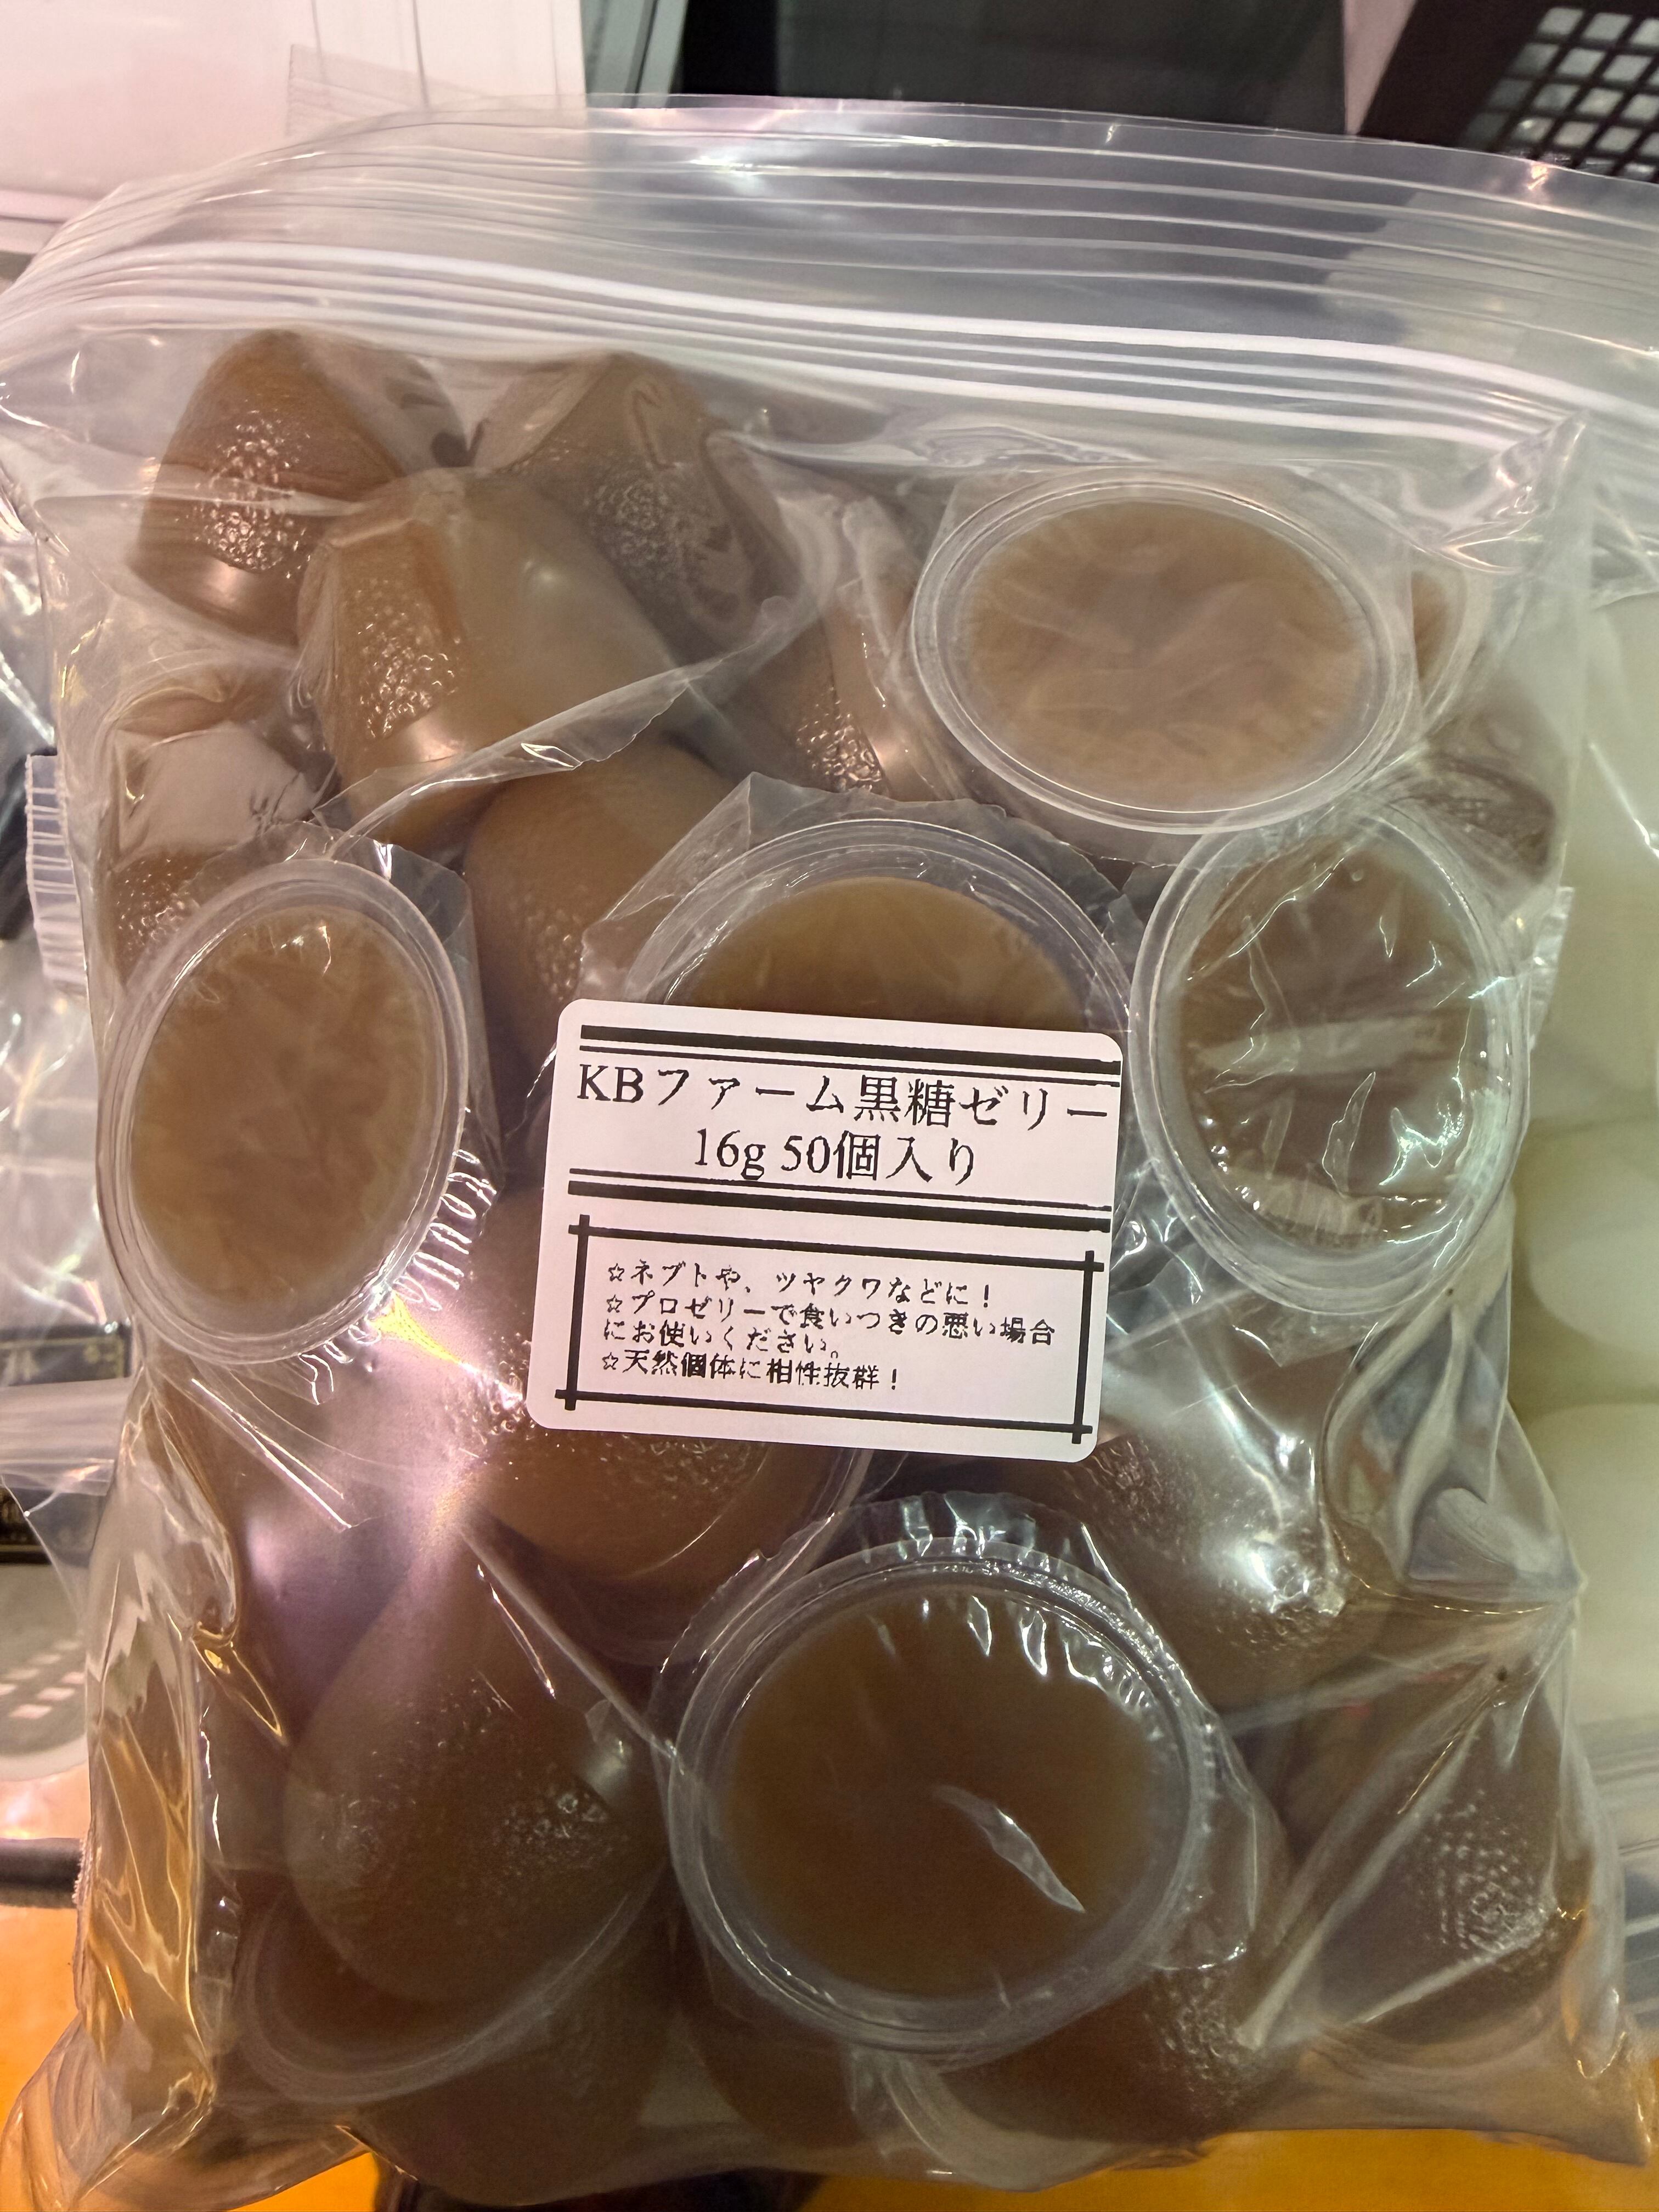 KBファーム黒糖ゼリー
16g 50個入り
☆ネブトや、ツヤクワなどに！
☆プロゼリーで食いつきの悪い場合
にお使いください。
☆天然個体に相性抜群！